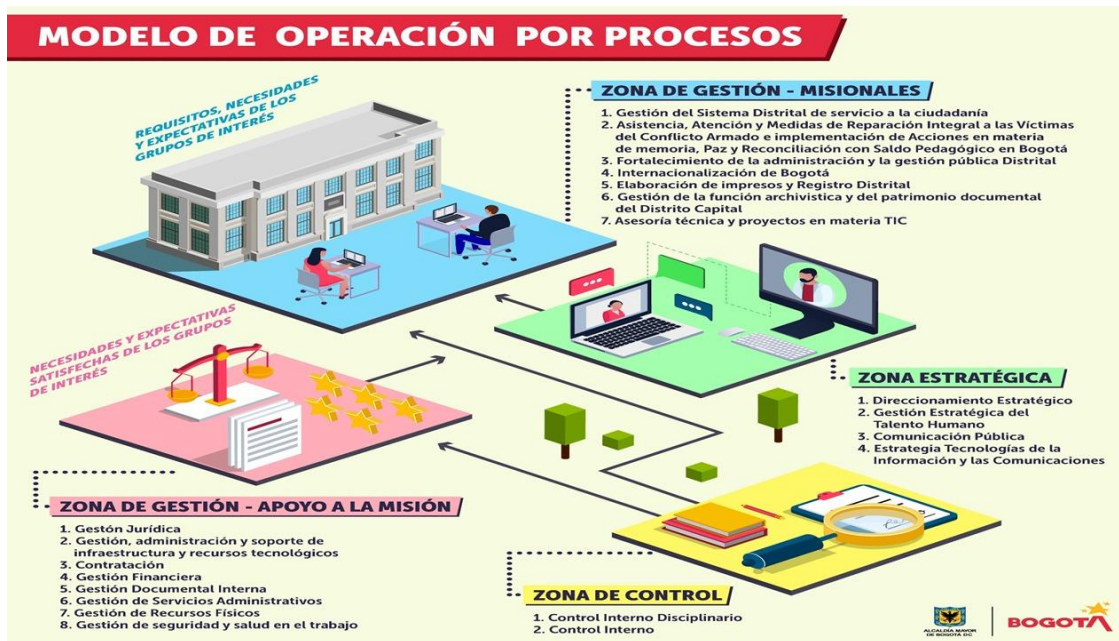 MODELO DE OPERACIÓN POR PROCESOS
REQUISITOS, NECESIDADES
Y EXPECTATIVAS DE LOS
GRUPOS DE INTERÉS
ZONA DE GESTIÓN - MISIONALES
1. Gestión del Sistema Distrital de servicio a la ciudadanía
2. Asistencia, Atención y Medidas de Reparación Integral a las Víctimas
del Conflicto Armado e implementación de Acciones en materia
de memoria, Paz y Reconciliación con Saldo Pedagógico en Bogotá
3. Fortalecimiento de la administración y la gestión pública Distrital
4. Internacionalización de Bogotá
5. Elaboración de impresos y Registro Distrital
6. Gestión de la función archivistica y del patrimonio documental
del Distrito Capital
7. Asesoría técnica y proyectos en materia TIC
NECESIDADES Y EXPECTATIVAS
SATISFECHAS DE LOS GRUPOS
DE INTERÉS
ZONA ESTRATÉGICA
1. Direccionamiento Estratégico
2. Gestión Estratégica del
Talento Humano
3. Comunicación Pública
4. Estrategia Tecnologías de la
Información y las Comunicaciones
ZONA DE GESTIÓN - APOYO A LA MISIÓN
1. Gestón Jurídica
2. Gestión, administración y soporte de
infraestructura y recursos tecnológicos
3. Contratación
4. Gestión Financiera
5. Gestión Documental Interna
6. Gestión de Servicios Administrativos
7. Gestión de Recursos Físicos
8. Gestión de seguridad y salud en el trabajo
ZONA DE CONTROL
1. Control Interno Disciplinario
2. Control Interno
ALCALDÍA MAYOR
DE BOGOTÁ D.C.
BOGOTÁ